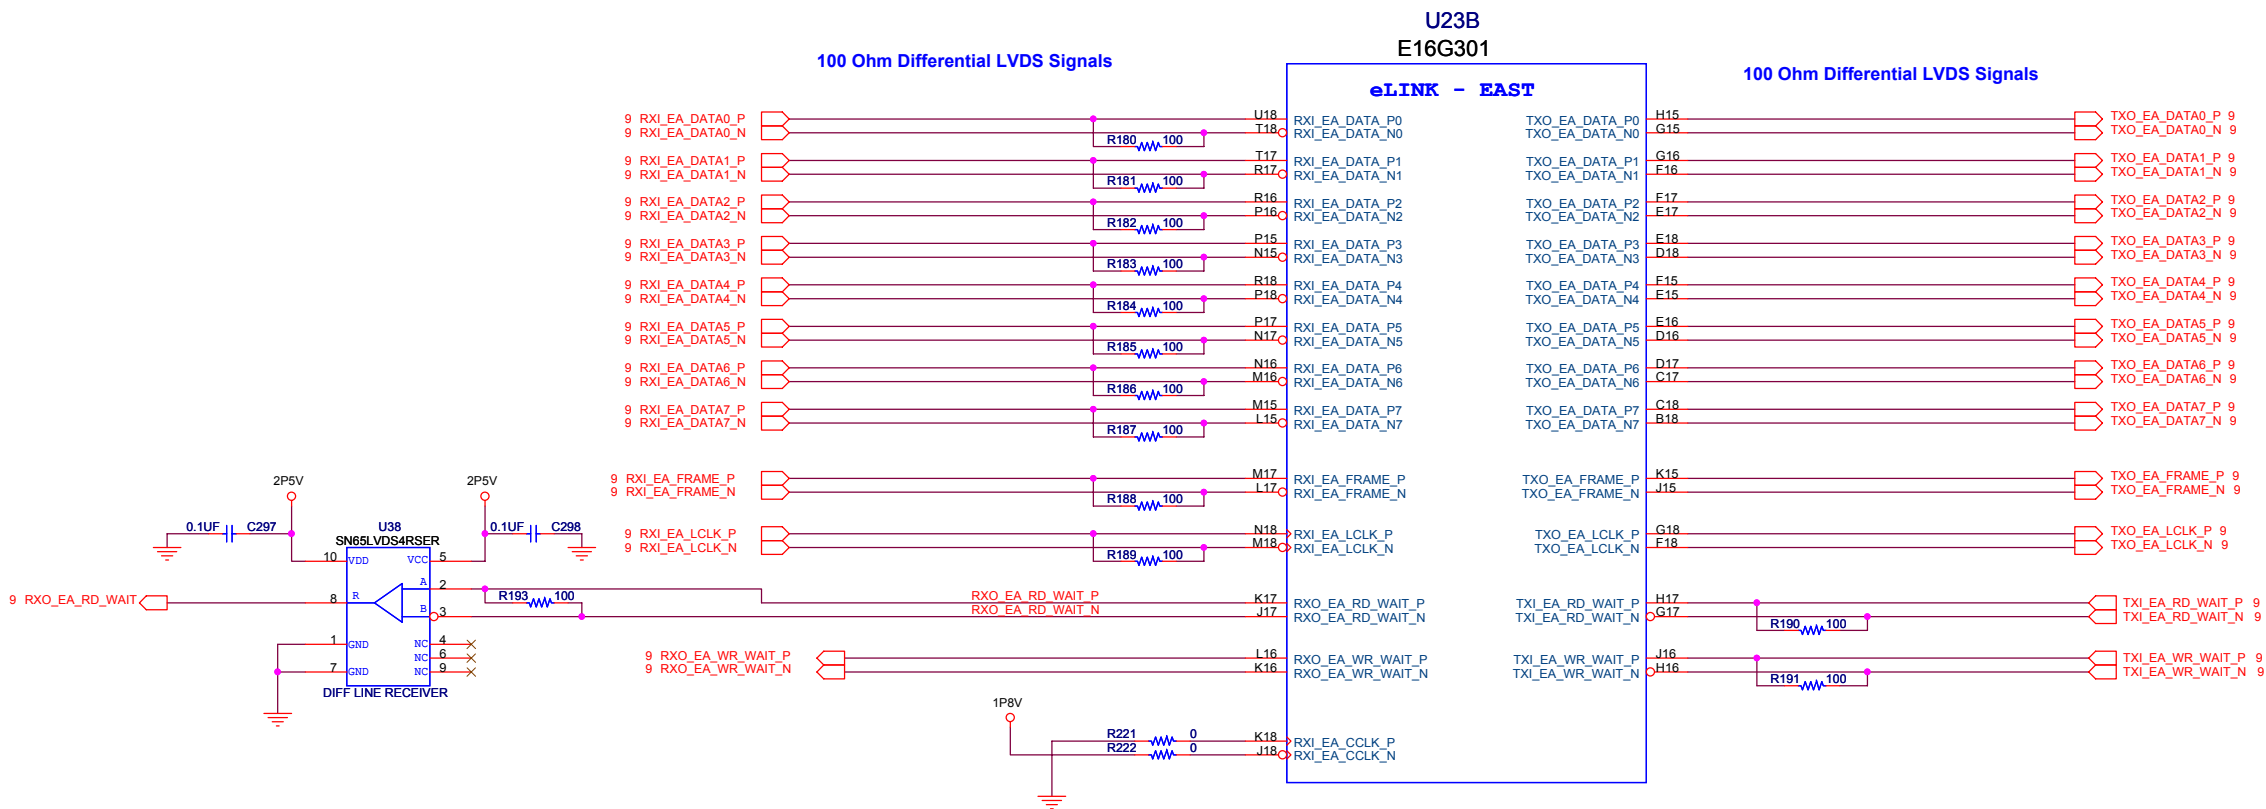 U23B
E16G301
100 Ohm Differential LVDS Signals
100 Ohm Differential LVDS Signals
eLINK - EAST
9 RXI_EA_DATA0_P U18 RXI_EA_DATA_P0 TXO_EA_DATA_P0 H15 TXO_EA_DATA0_P 9
9 RXI_EA_DATA0_N T18 RXI_EA_DATA_N0 TXO_EA_DATA_N0 G15 TXO_EA_DATA0_N 9
R180 100
9 RXI_EA_DATA1_P T17 RXI_EA_DATA_P1 TXO_EA_DATA_P1 G16 TXO_EA_DATA1_P 9
9 RXI_EA_DATA1_N R17 RXI_EA_DATA_N1 TXO_EA_DATA_N1 F16 TXO_EA_DATA1_N 9
R181 100
9 RXI_EA_DATA2_P R16 RXI_EA_DATA_P2 TXO_EA_DATA_P2 F17 TXO_EA_DATA2_P 9
9 RXI_EA_DATA2_N P16 RXI_EA_DATA_N2 TXO_EA_DATA_N2 E17 TXO_EA_DATA2_N 9
R182 100
9 RXI_EA_DATA3_P P15 RXI_EA_DATA_P3 TXO_EA_DATA_P3 E18 TXO_EA_DATA3_P 9
9 RXI_EA_DATA3_N N15 RXI_EA_DATA_N3 TXO_EA_DATA_N3 D18 TXO_EA_DATA3_N 9
R183 100
9 RXI_EA_DATA4_P R18 RXI_EA_DATA_P4 TXO_EA_DATA_P4 F15 TXO_EA_DATA4_P 9
9 RXI_EA_DATA4_N P18 RXI_EA_DATA_N4 TXO_EA_DATA_N4 E15 TXO_EA_DATA4_N 9
R184 100
9 RXI_EA_DATA5_P P17 RXI_EA_DATA_P5 TXO_EA_DATA_P5 E16 TXO_EA_DATA5_P 9
9 RXI_EA_DATA5_N N17 RXI_EA_DATA_N5 TXO_EA_DATA_N5 D16 TXO_EA_DATA5_N 9
R185 100
9 RXI_EA_DATA6_P N16 RXI_EA_DATA_P6 TXO_EA_DATA_P6 D17 TXO_EA_DATA6_P 9
9 RXI_EA_DATA6_N M16 RXI_EA_DATA_N6 TXO_EA_DATA_N6 C17 TXO_EA_DATA6_N 9
R186 100
9 RXI_EA_DATA7_P M15 RXI_EA_DATA_P7 TXO_EA_DATA_P7 C18 TXO_EA_DATA7_P 9
9 RXI_EA_DATA7_N L15 RXI_EA_DATA_N7 TXO_EA_DATA_N7 B18 TXO_EA_DATA7_N 9
R187 100
2P5V 2P5V
9 RXI_EA_FRAME_P M17 RXI_EA_FRAME_P TXO_EA_FRAME_P K15 TXO_EA_FRAME_P 9
9 RXI_EA_FRAME_N L17 RXI_EA_FRAME_N TXO_EA_FRAME_N J15 TXO_EA_FRAME_N 9
R188 100
0.1UF C297 U38 0.1UF C298
SN65LVDS4RSER
9 RXI_EA_LCLK_P N18 RXI_EA_LCLK_P TXO_EA_LCLK_P G18 TXO_EA_LCLK_P 9
9 RXI_EA_LCLK_N M18 RXI_EA_LCLK_N TXO_EA_LCLK_N F18 TXO_EA_LCLK_N 9
R189 100
10 VDD VCC 5
A 2
9 RXO_EA_RD_WAIT 8 R R193 100 RXO_EA_RD_WAIT_P K17 RXO_EA_RD_WAIT_P TXI_EA_RD_WAIT_P H17 TXI_EA_RD_WAIT_P 9
B 3 RXO_EA_RD_WAIT_N J17 RXO_EA_RD_WAIT_N TXI_EA_RD_WAIT_N G17 TXI_EA_RD_WAIT_N 9
R190 100
1 GND NC 4
NC 6
7 GND NC 9
DIFF LINE RECEIVER
9 RXO_EA_WR_WAIT_P L16 RXO_EA_WR_WAIT_P TXI_EA_WR_WAIT_P J16 TXI_EA_WR_WAIT_P 9
9 RXO_EA_WR_WAIT_N K16 RXO_EA_WR_WAIT_N TXI_EA_WR_WAIT_N H16 TXI_EA_WR_WAIT_N 9
R191 100
1P8V
R221 0 K18 RXI_EA_CCLK_P
R222 0 J18 RXI_EA_CCLK_N